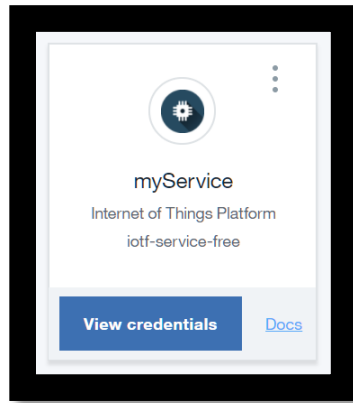 myService
Internet of Things Platform
iotf-service-free
View credentials
Docs